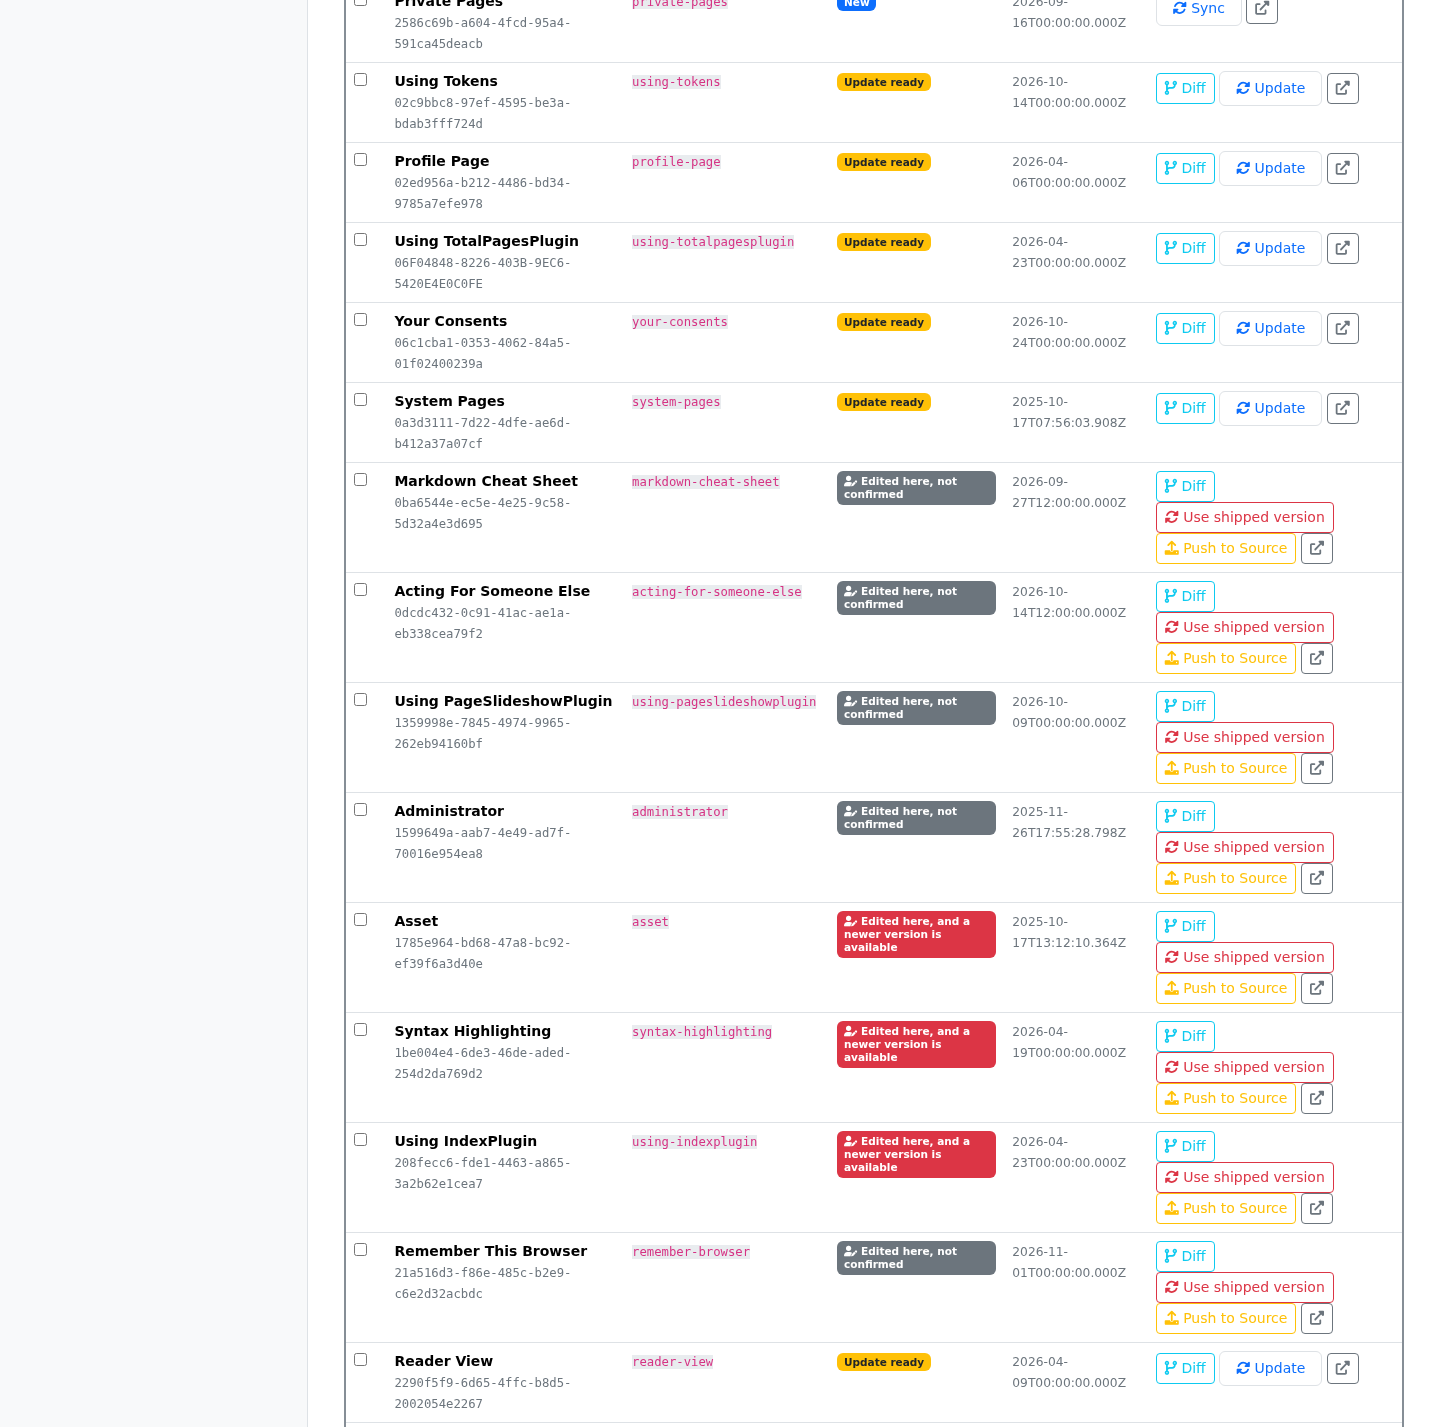 Private Pages private-pages New 2026-09- Sync
2586c69b-a604-4fcd-95a4- 16T00:00:00.000Z
591ca45deacb
Using Tokens using-tokens Update ready 2026-10- Diff Update
02c9bbc8-97ef-4595-be3a- 14T00:00:00.000Z
bdab3fff724d
Profile Page profile-page Update ready 2026-04- Diff Update
02ed956a-b212-4486-bd34- 06T00:00:00.000Z
9785a7efe978
Using TotalPagesPlugin using-totalpagesplugin Update ready 2026-04- Diff Update
06F04848-8226-403B-9EC6- 23T00:00:00.000Z
5420E4E0C0FE
Your Consents your-consents Update ready 2026-10- Diff Update
06c1cba1-0353-4062-84a5- 24T00:00:00.000Z
01f02400239a
System Pages system-pages Update ready 2025-10- Diff Update
0a3d3111-7d22-4dfe-ae6d- 17T07:56:03.908Z
b412a37a07cf
Markdown Cheat Sheet markdown-cheat-sheet Edited here, not 2026-09- Diff
confirmed
0ba6544e-ec5e-4e25-9c58- 27T12:00:00.000Z Use shipped version
5d32a4e3d695
Push to Source
Acting For Someone Else acting-for-someone-else Edited here, not 2026-10- Diff
confirmed
0dcdc432-0c91-41ac-ae1a- 14T12:00:00.000Z Use shipped version
eb338cea79f2
Push to Source
Using PageSlideshowPlugin using-pageslideshowplugin Edited here, not 2026-10- Diff
confirmed
1359998e-7845-4974-9965- 09T00:00:00.000Z Use shipped version
262eb94160bf
Push to Source
Administrator administrator Edited here, not 2025-11- Diff
confirmed
1599649a-aab7-4e49-ad7f- 26T17:55:28.798Z Use shipped version
70016e954ea8
Push to Source
Asset asset Edited here, and a 2025-10- Diff
newer version is
1785e964-bd68-47a8-bc92- available 17T13:12:10.364Z Use shipped version
ef39f6a3d40e
Push to Source
Syntax Highlighting syntax-highlighting Edited here, and a 2026-04- Diff
newer version is
1be004e4-6de3-46de-aded- available 19T00:00:00.000Z Use shipped version
254d2da769d2
Push to Source
Using IndexPlugin using-indexplugin Edited here, and a 2026-04- Diff
newer version is
208fecc6-fde1-4463-a865- available 23T00:00:00.000Z Use shipped version
3a2b62e1cea7
Push to Source
Remember This Browser remember-browser Edited here, not 2026-11- Diff
confirmed
21a516d3-f86e-485c-b2e9- 01T00:00:00.000Z Use shipped version
c6e2d32acbdc
Push to Source
Reader View reader-view Update ready 2026-04- Diff Update
2290f5f9-6d65-4ffc-b8d5- 09T00:00:00.000Z
2002054e2267